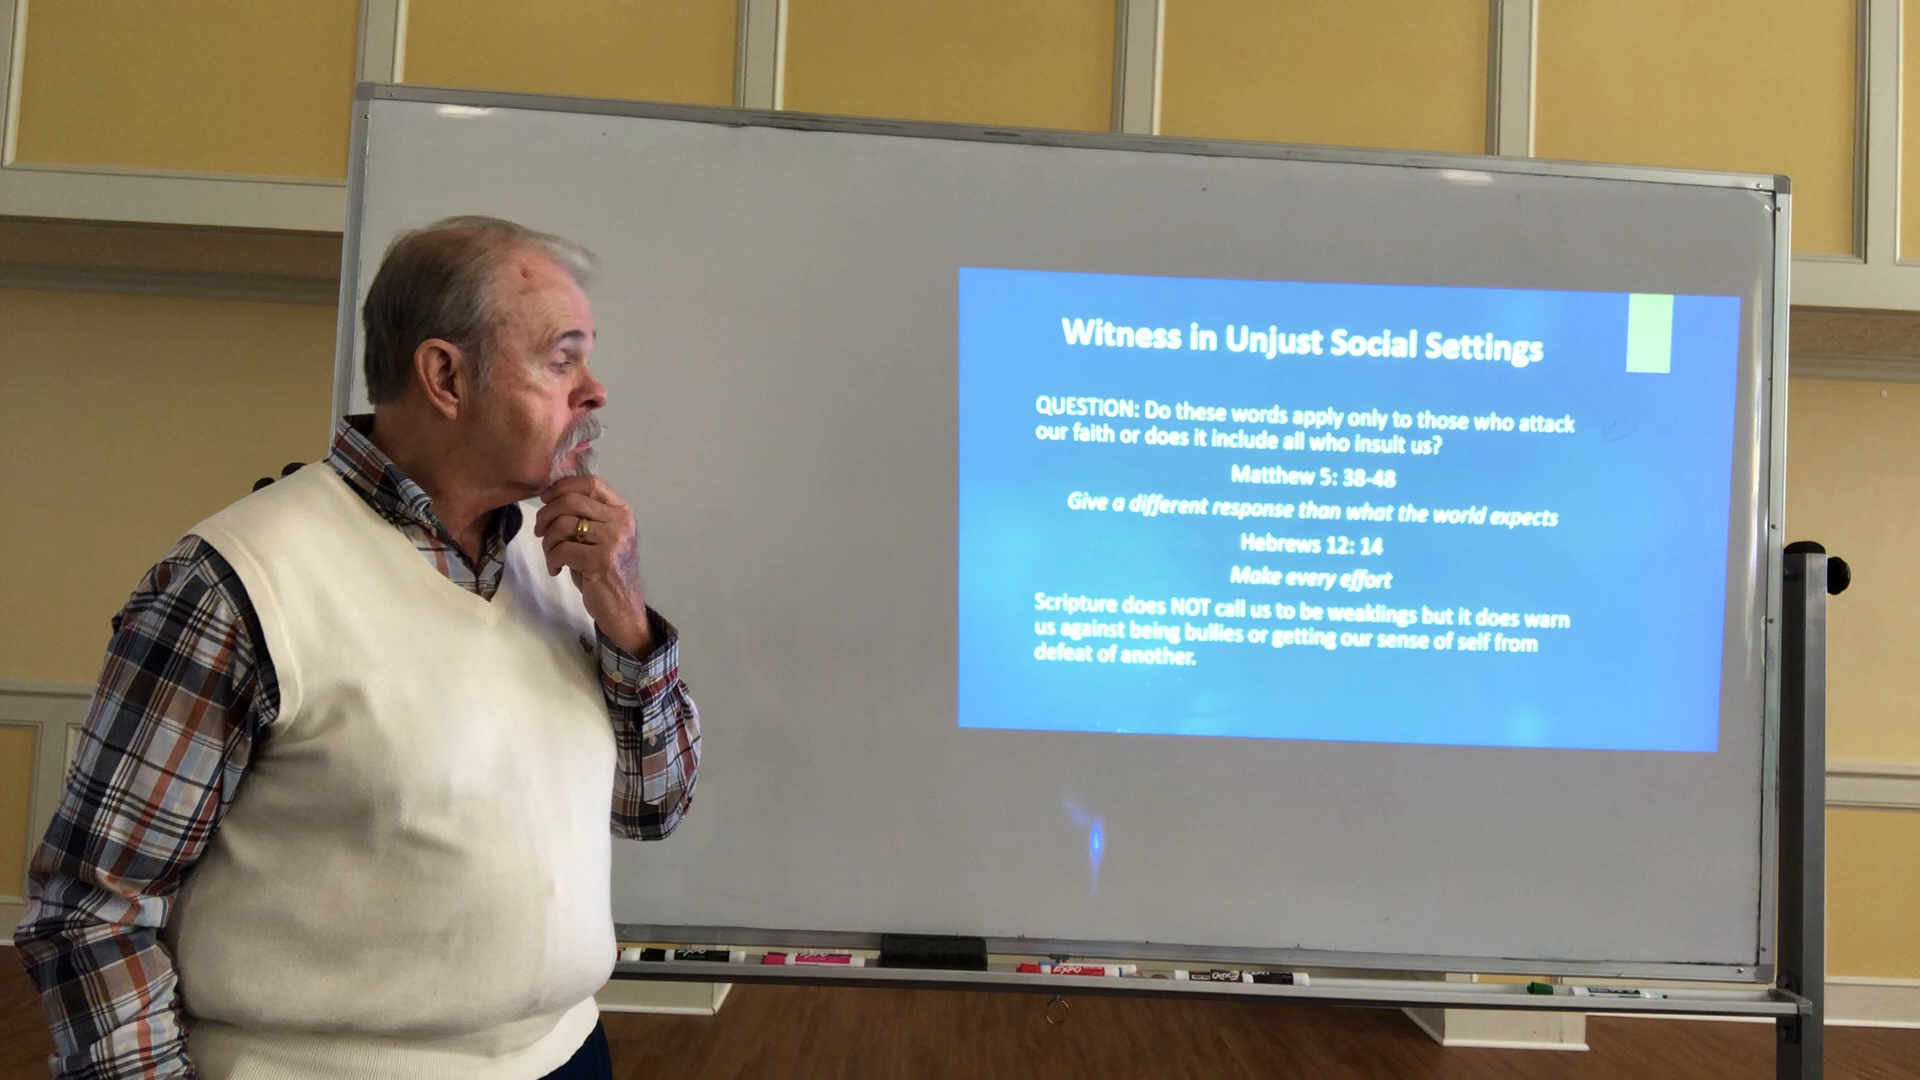 Witness in Unjust Social Settings
QUESTION: Do these words apply only to those who attack
our faith or does it include all who insult us?
Matthew 5: 38-48
Give a different response than what the world expects
Hebrews 12: 14
Make every effort
Scripture does NOT call us to be weaklings but it does warn
us against being bullies or getting our sense of self from
defeat of another.
EXPO